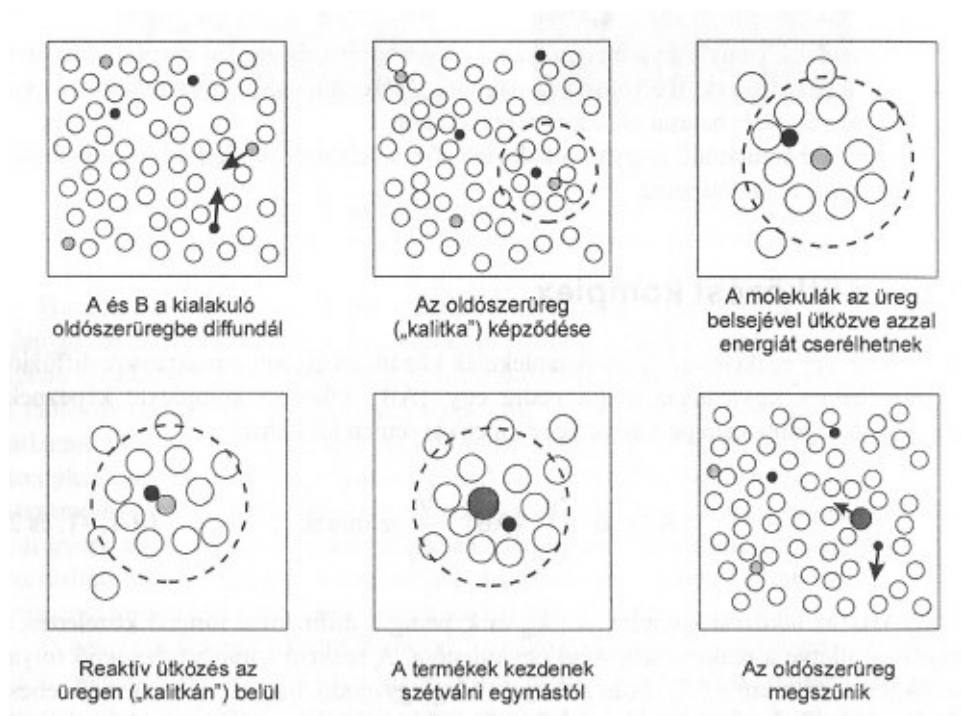 A és B a kialakuló
oldószerüregbe diffundál
Az oldószerüreg
(„kalitka”) képződése
A molekulák az üreg
belsejével ütközve azzal
energiát cserélhetnek
Reaktív ütközés az
üregen („kalitkán”) belül
A termékek kezdenek
szétválni egymástól
Az oldószerüreg
megszűnik